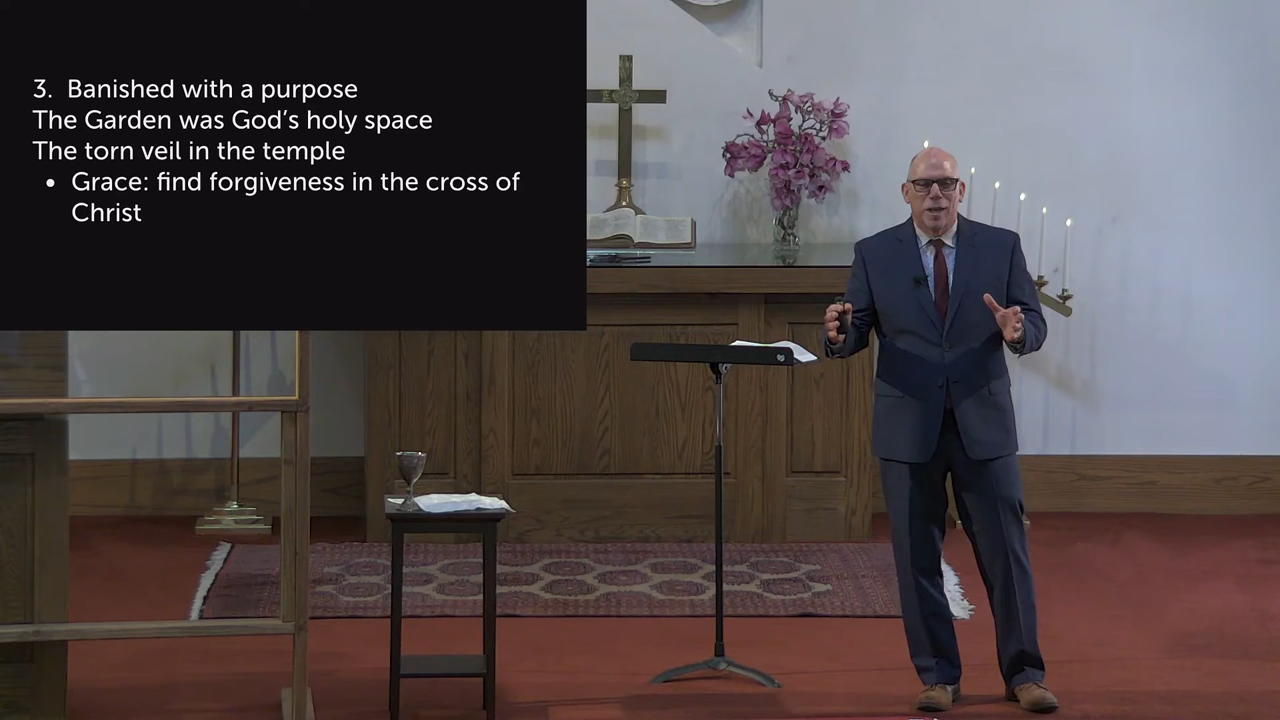 3. Banished with a purpose
The Garden was God's holy space
The torn veil in the temple
• Grace: find forgiveness in the cross of
Christ